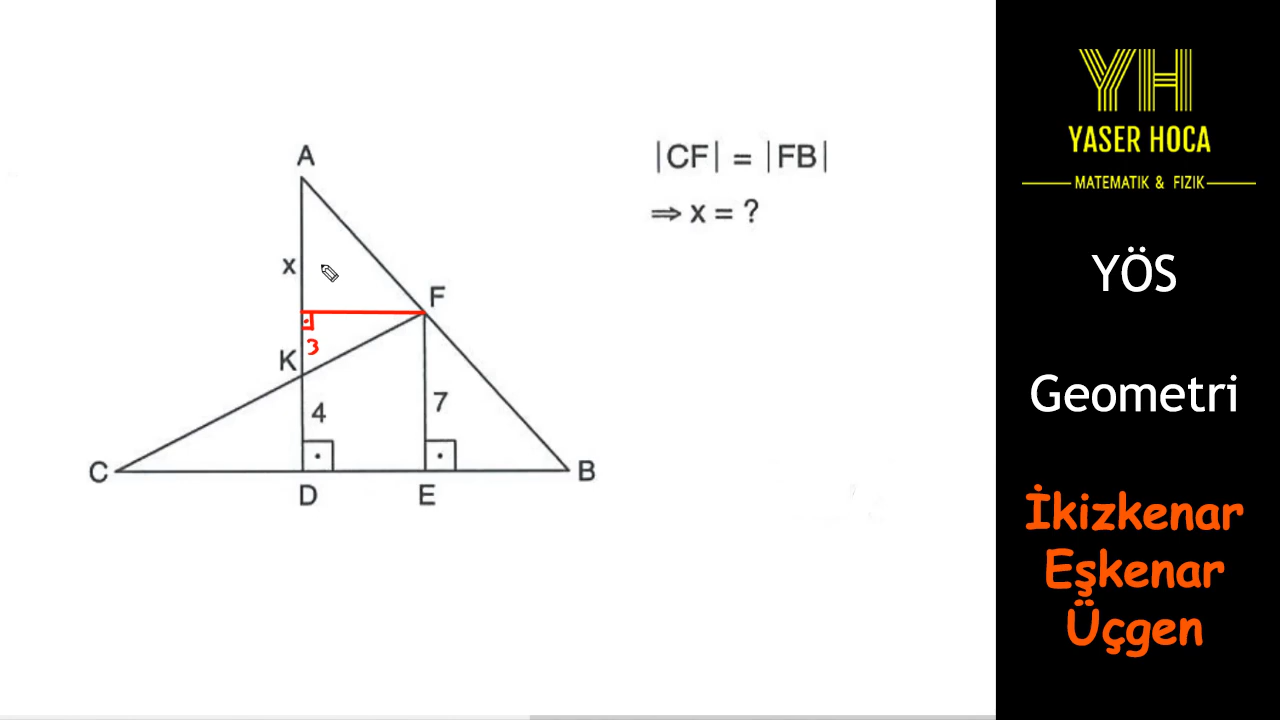 A
x
F
3
K
4
7
C
B
D
E
|CF| = |FB|
⇒ x = ?
YH
YASER HOCA
MATEMATIK & FIZIK
YÖS
Geometri
İkizkenar
Eşkenar
Üçgen